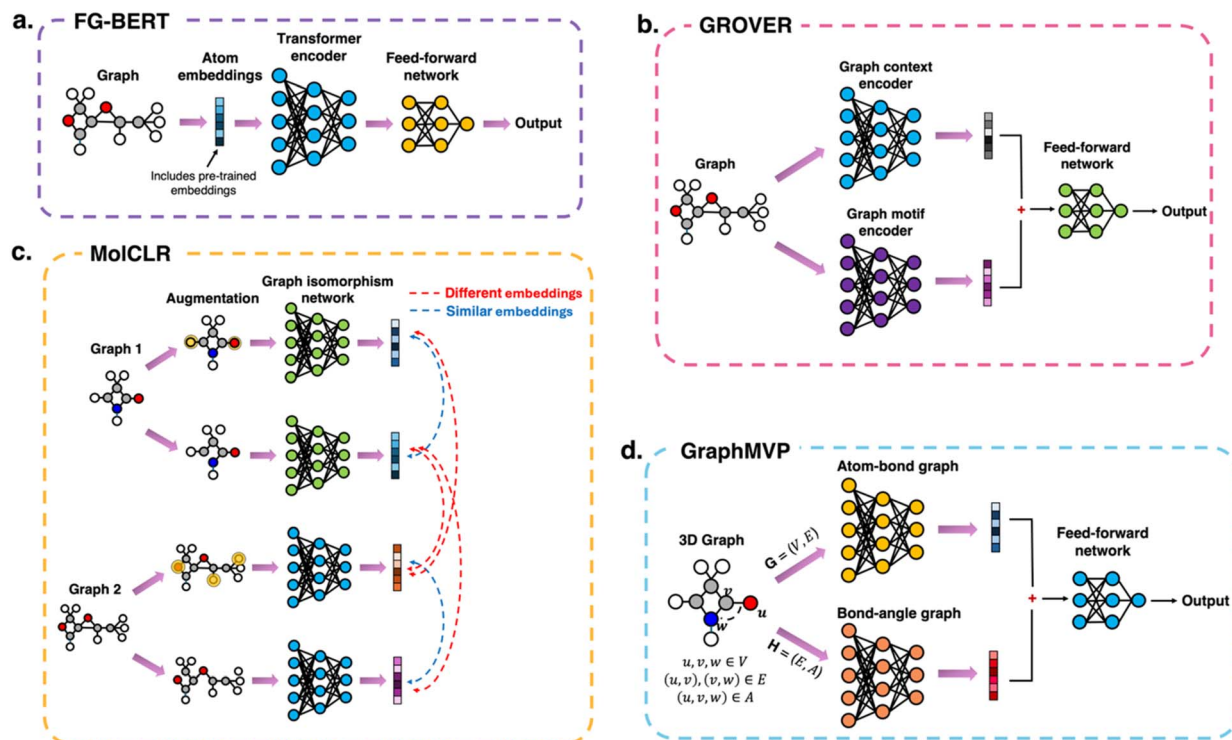 a.
FG-BERT
Graph
Atom
embeddings
Transformer
encoder
Feed-forward
network
Output
Includes pre-trained
embeddings
b.
GROVER
Graph
Graph context
encoder
Graph motif
encoder
+
Feed-forward
network
Output
c.
MolCLR
Augmentation
Graph isomorphism
network
Different embeddings
Similar embeddings
Graph 1
Graph 2
d.
GraphMVP
3D Graph
v
u
w
u, v, w ∈ V
(u, v), (v, w) ∈ E
(u, v, w) ∈ A
G = (V, E)
H = (E, A)
Atom-bond graph
Bond-angle graph
+
Feed-forward
network
Output